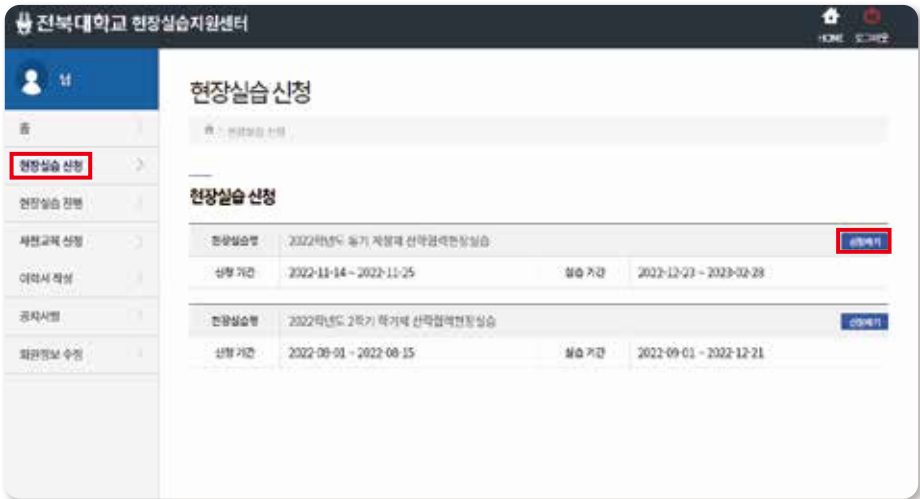 전북대학교 현장실습지원센터
HOME 로그아웃
님
현장실습 신청
홈
현장실습 신청
홈 > 현장실습 신청
현장실습 신청
현장실습 진행
사전교육 신청
이력서 작성
공지사항
회원정보 수정
현장실습명 2022학년도 동기 계절제 산학협력현장실습 신청하기
신청 기간 2022-11-14 ~ 2022-11-25 실습 기간 2022-12-23 ~ 2023-02-28
현장실습명 2022학년도 2학기 학기제 산학협력현장실습 신청하기
신청 기간 2022-08-01 ~ 2022-08-15 실습 기간 2022-09-01 ~ 2022-12-21